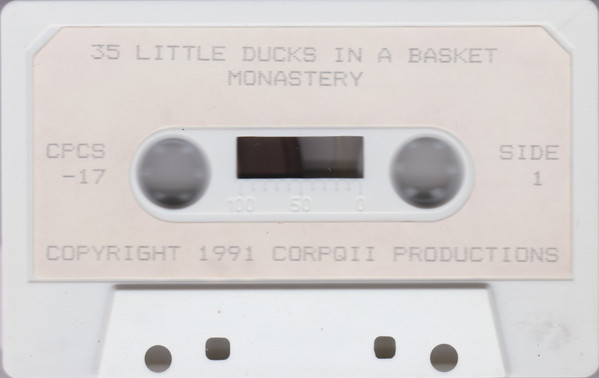 35 LITTLE DUCKS IN A BASKET
MONASTERY
CPCS
-17
SIDE
1
100 50 0
COPYRIGHT 1991 CORPQII PRODUCTIONS